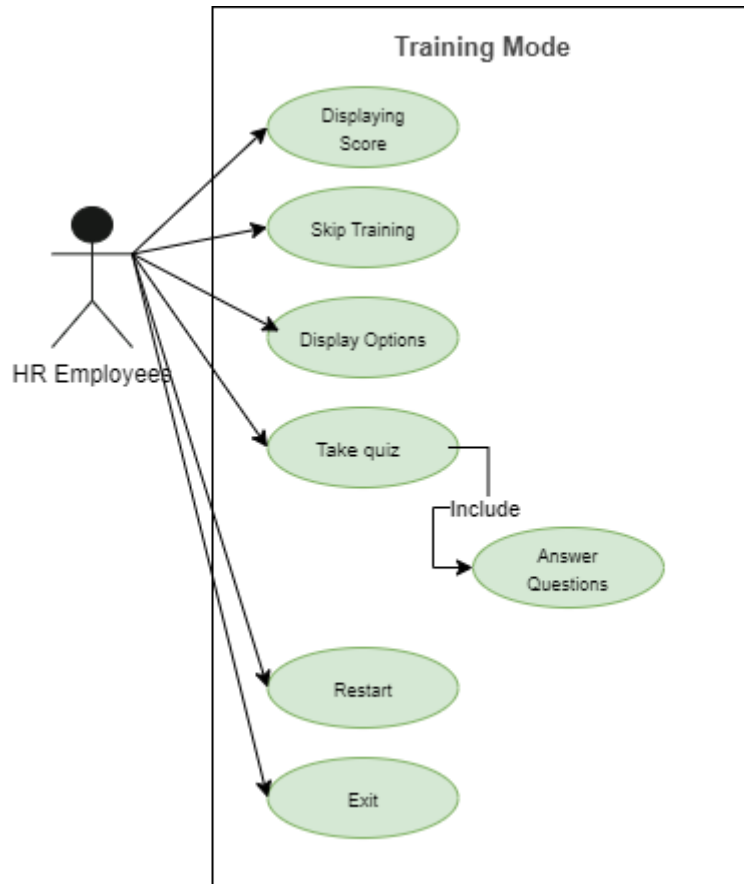 Training Mode
Displaying
Score
Skip Training
HR Employees
Display Options
Take quiz
Include
Answer
Questions
Restart
Exit